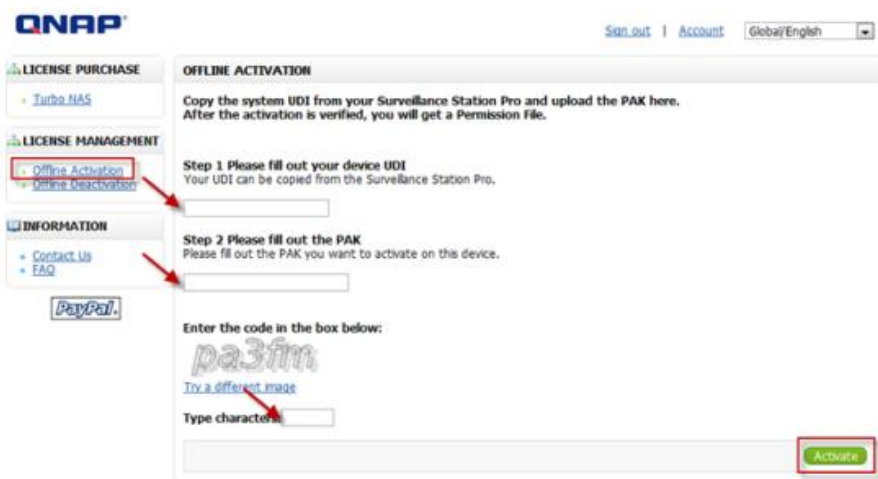 QNAP
Sign out | Account Global/English
LICENSE PURCHASE
Turbo NAS
LICENSE MANAGEMENT
Offline Activation
Offline Deactivation
INFORMATION
Contact Us
FAQ
PayPal.
OFFLINE ACTIVATION
Copy the system UDI from your Surveillance Station Pro and upload the PAK here.
After the activation is verified, you will get a Permission File.
Step 1 Please fill out your device UDI
Your UDI can be copied from the Surveillance Station Pro.
Step 2 Please fill out the PAK
Please fill out the PAK you want to activate on this device.
Enter the code in the box below:
pa3fm
Try a different image
Type characters
Activate